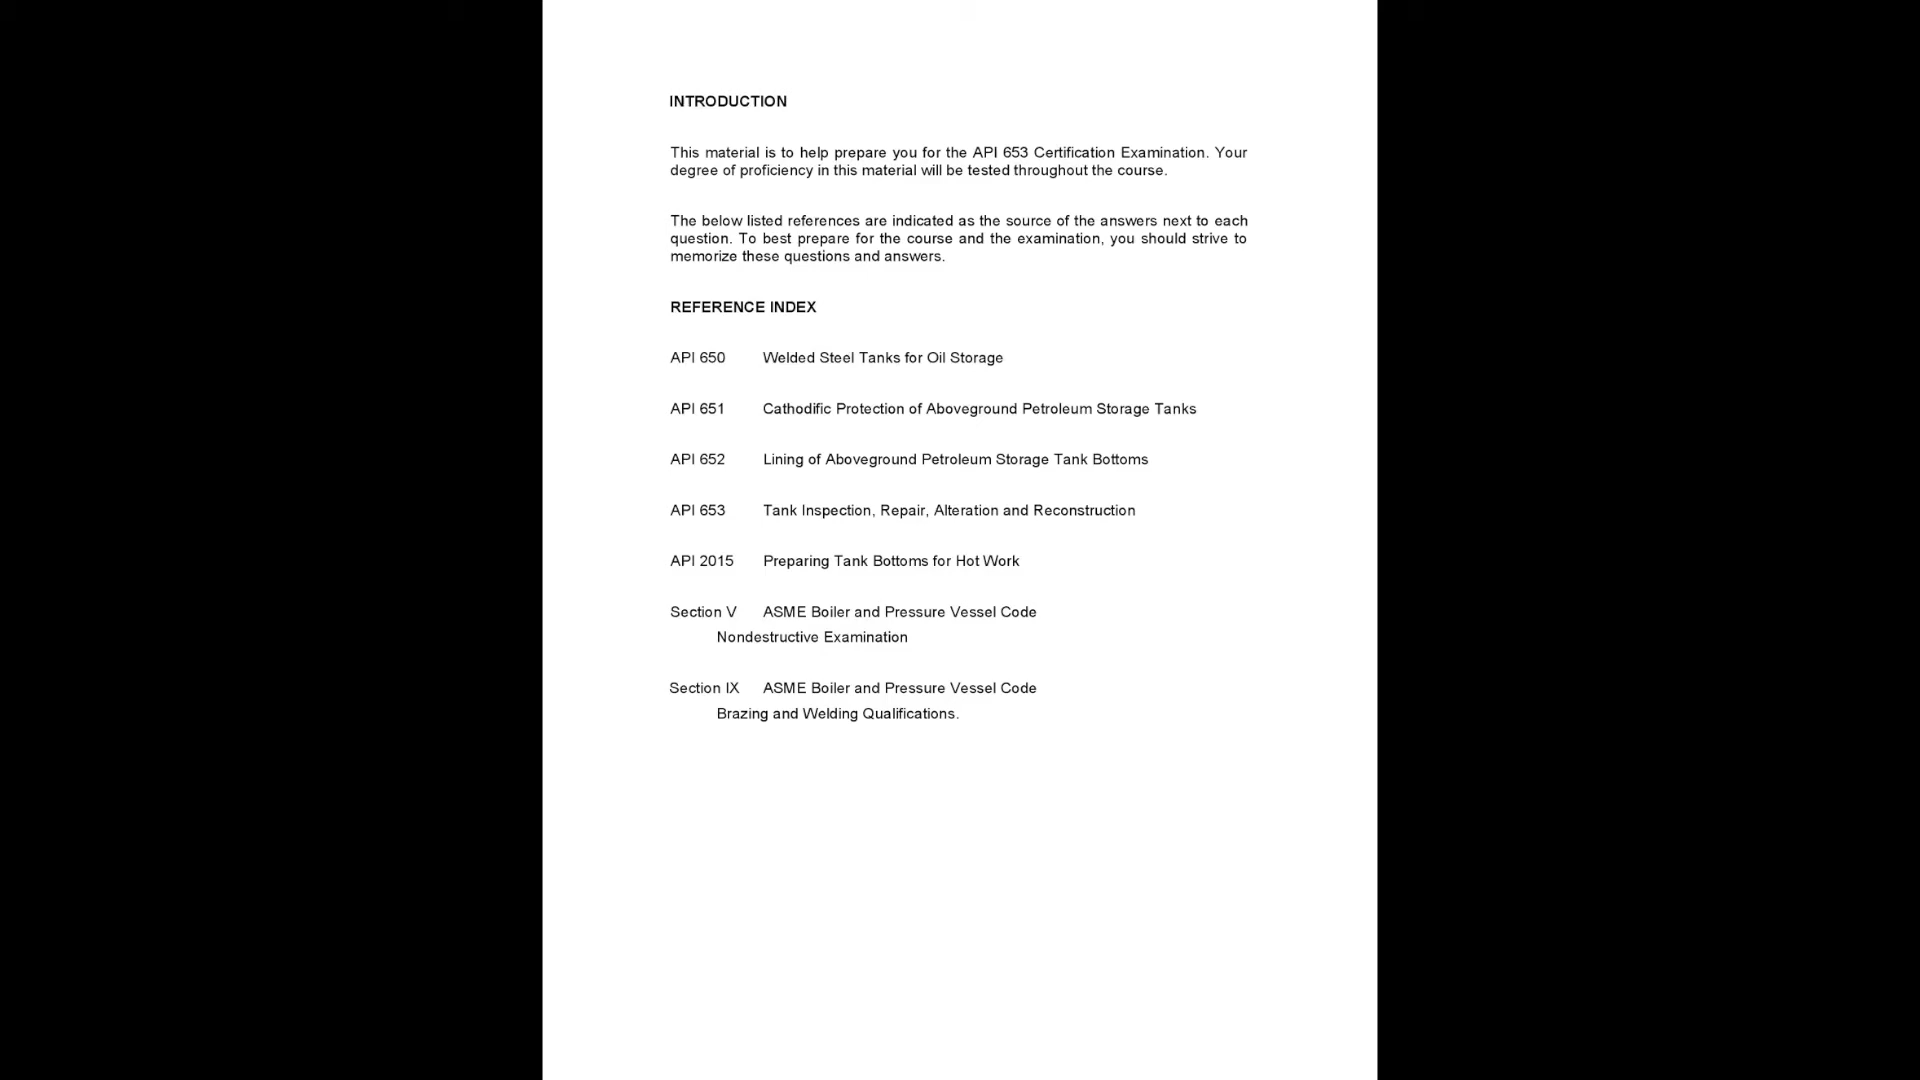 INTRODUCTION
This material is to help prepare you for the API 653 Certification Examination. Your
degree of proficiency in this material will be tested throughout the course.
The below listed references are indicated as the source of the answers next to each
question. To best prepare for the course and the examination, you should strive to
memorize these questions and answers.
REFERENCE INDEX
API 650 Welded Steel Tanks for Oil Storage
API 651 Cathodific Protection of Aboveground Petroleum Storage Tanks
API 652 Lining of Aboveground Petroleum Storage Tank Bottoms
API 653 Tank Inspection, Repair, Alteration and Reconstruction
API 2015 Preparing Tank Bottoms for Hot Work
Section V ASME Boiler and Pressure Vessel Code
Nondestructive Examination
Section IX ASME Boiler and Pressure Vessel Code
Brazing and Welding Qualifications.